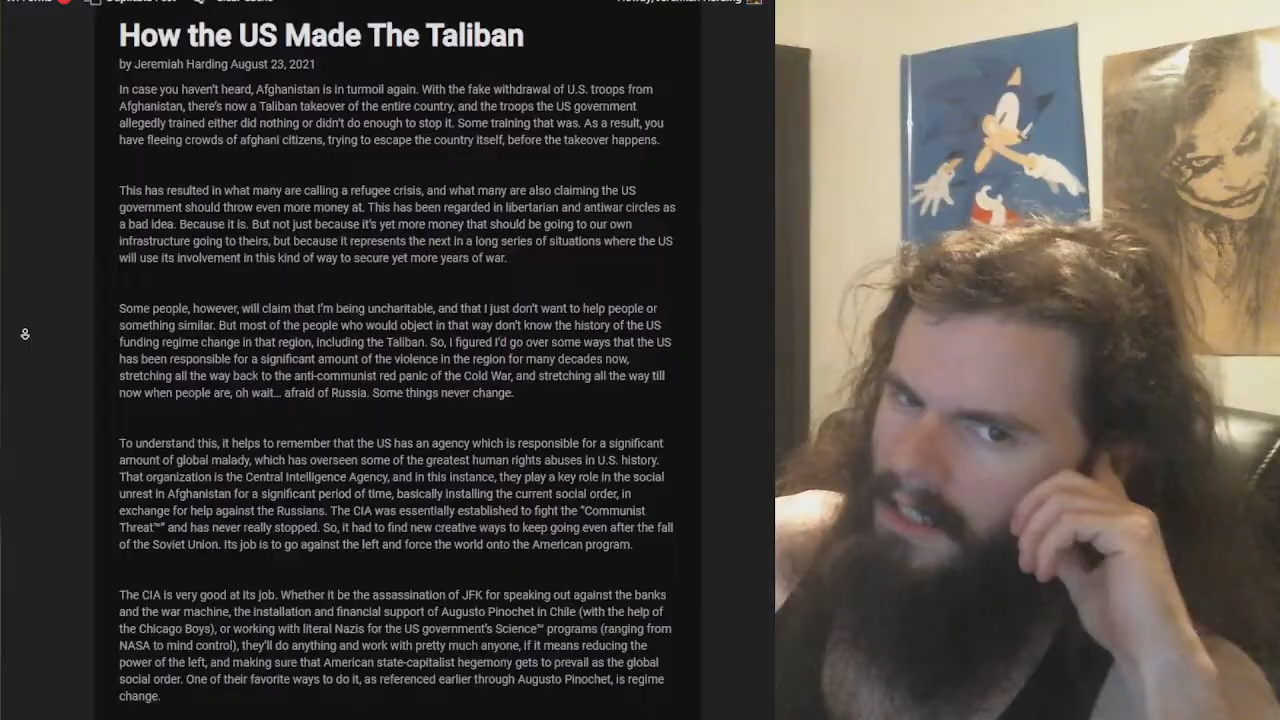 Howdy, Jeremiah Harding
How the US Made The Taliban
by Jeremiah Harding August 23, 2021
In case you haven't heard, Afghanistan is in turmoil again. With the fake withdrawal of U.S. troops from
Afghanistan, there's now a Taliban takeover of the entire country, and the troops the US government
allegedly trained either did nothing or didn't do enough to stop it. Some training that was. As a result, you
have fleeing crowds of afghani citizens, trying to escape the country itself, before the takeover happens.
This has resulted in what many are calling a refugee crisis, and what many are also claiming the US
government should throw even more money at. This has been regarded in libertarian and antiwar circles as
a bad idea. Because it is. But not just because it's yet more money that should be going to our own
infrastructure going to theirs, but because it represents the next in a long series of situations where the US
will use its involvement in this kind of way to secure yet more years of war.
Some people, however, will claim that I'm being uncharitable, and that I just don't want to help people or
something similar. But most of the people who would object in that way don't know the history of the US
funding regime change in that region, including the Taliban. So, I figured I'd go over some ways that the US
has been responsible for a significant amount of the violence in the region for many decades now,
stretching all the way back to the anti-communist red panic of the Cold War, and stretching all the way till
now when people are, oh wait... afraid of Russia. Some things never change.
To understand this, it helps to remember that the US has an agency which is responsible for a significant
amount of global malady, which has overseen some of the greatest human rights abuses in U.S. history.
That organization is the Central Intelligence Agency, and in this instance, they play a key role in the social
unrest in Afghanistan for a significant period of time, basically installing the current social order, in
exchange for help against the Russians. The CIA was essentially established to fight the "Communist
Threat™" and has never really stopped. So, it had to find new creative ways to keep going even after the fall
of the Soviet Union. Its job is to go against the left and force the world onto the American program.
The CIA is very good at its job. Whether it be the assassination of JFK for speaking out against the banks
and the war machine, the installation and financial support of Augusto Pinochet in Chile (with the help of
the Chicago Boys), or working with literal Nazis for the US government's Science™ programs (ranging from
NASA to mind control), they'll do anything and work with pretty much anyone, if it means reducing the
power of the left, and making sure that American state-capitalist hegemony gets to prevail as the global
social order. One of their favorite ways to do it, as referenced earlier through Augusto Pinochet, is regime
change.